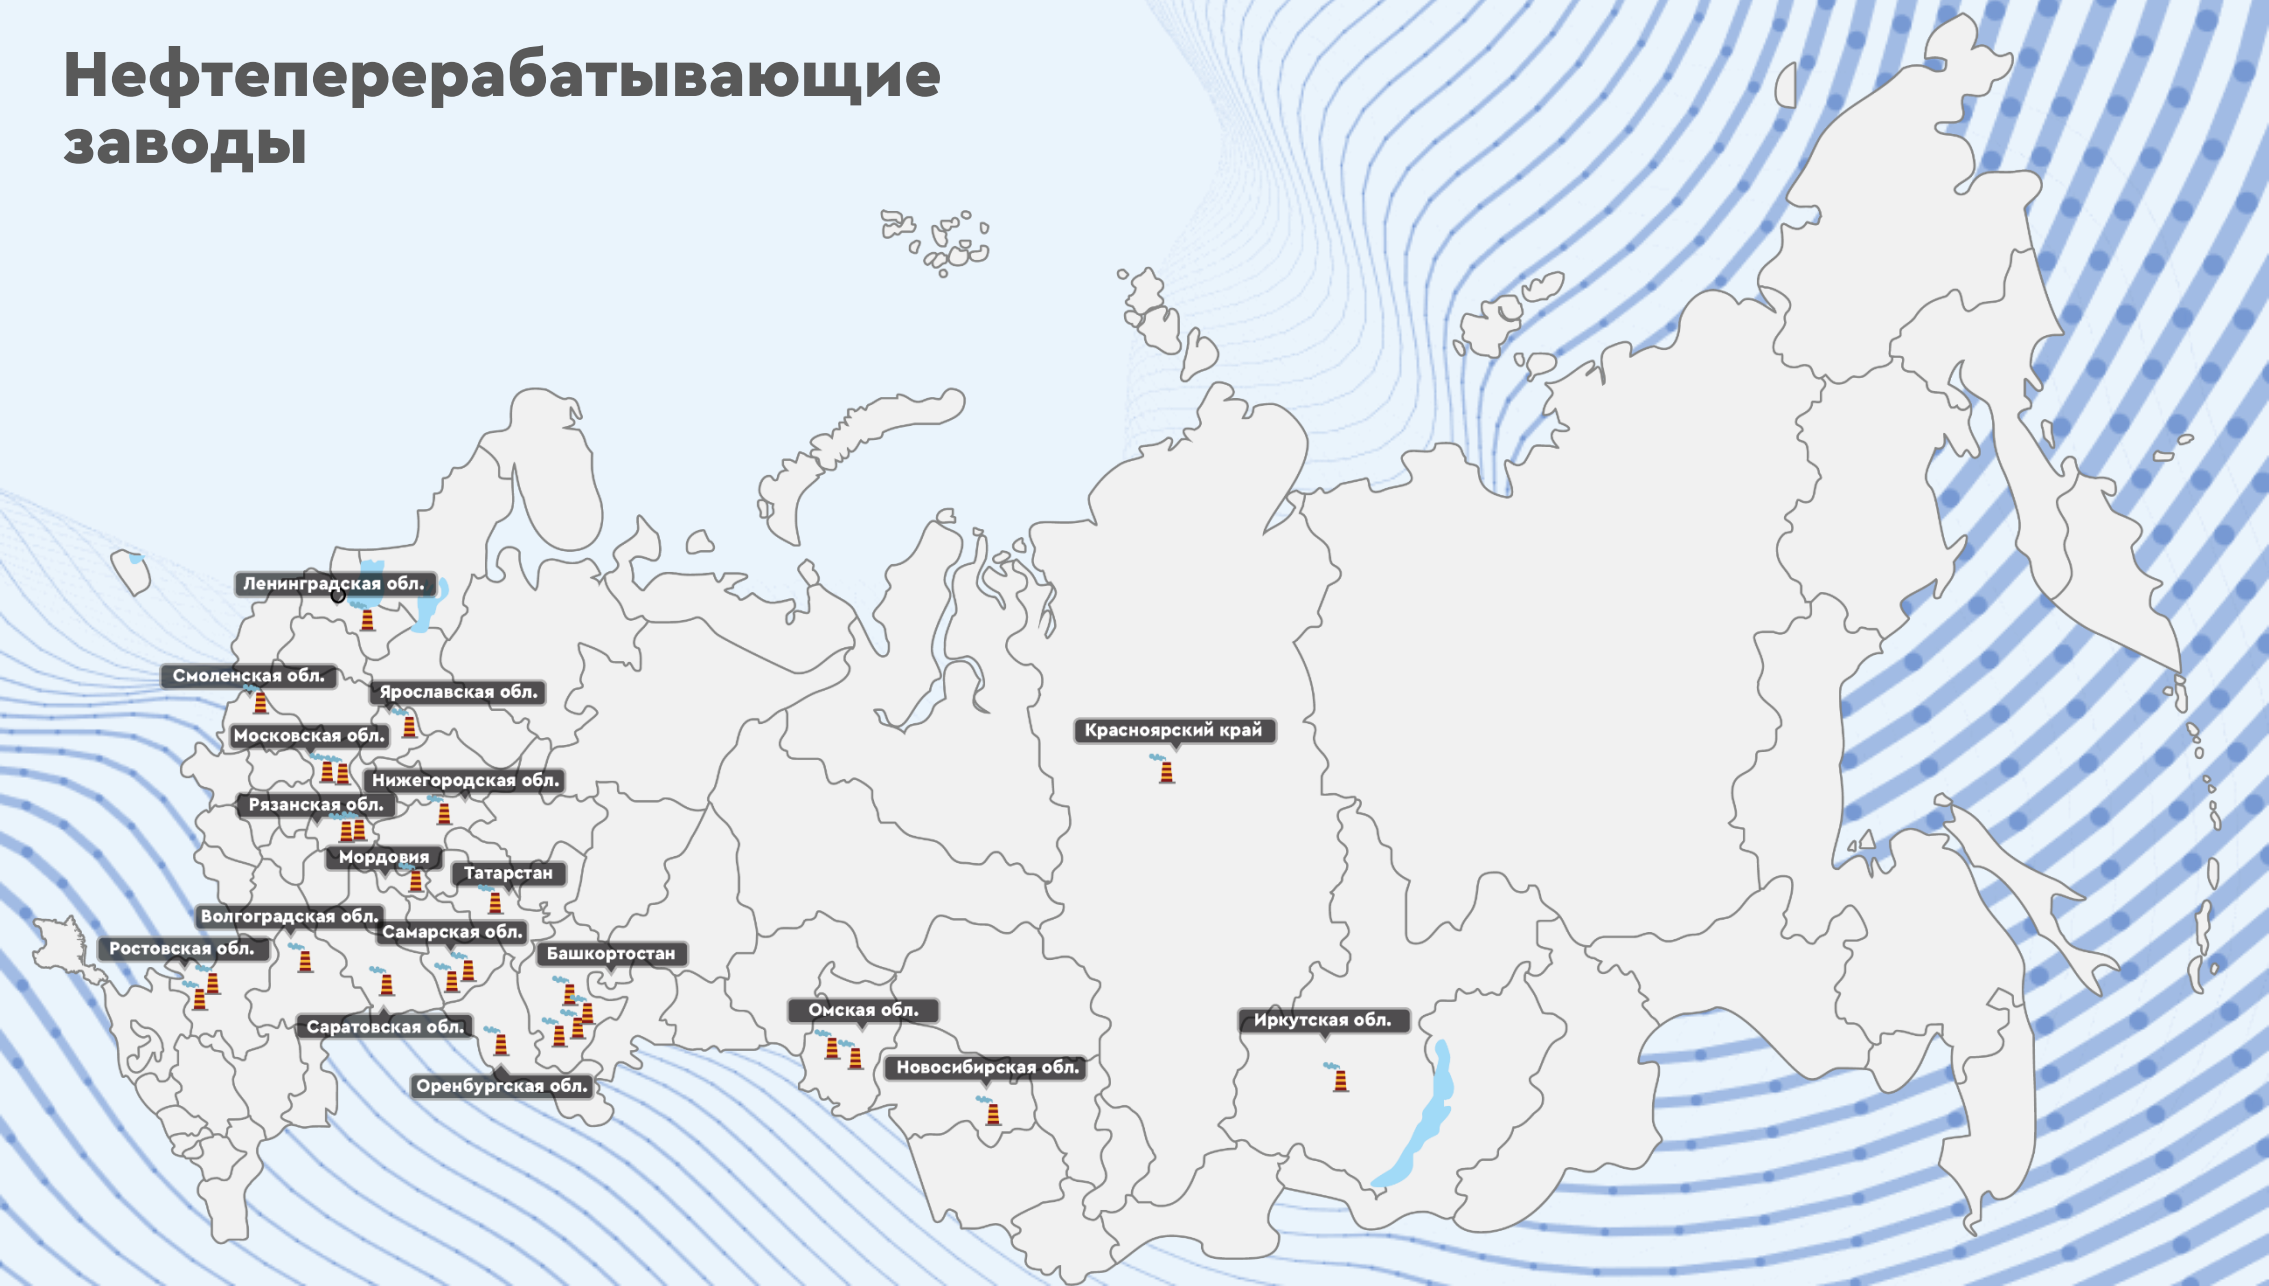 Нефтеперерабатывающие
заводы
Ленинградская обл.
Смоленская обл.
Ярославская обл.
Московская обл.
Красноярский край
Нижегородская обл.
Рязанская обл.
Мордовия
Татарстан
Волгоградская обл.
Самарская обл.
Ростовская обл.
Башкортостан
Омская обл.
Иркутская обл.
Саратовская обл.
Новосибирская обл.
Оренбургская обл.